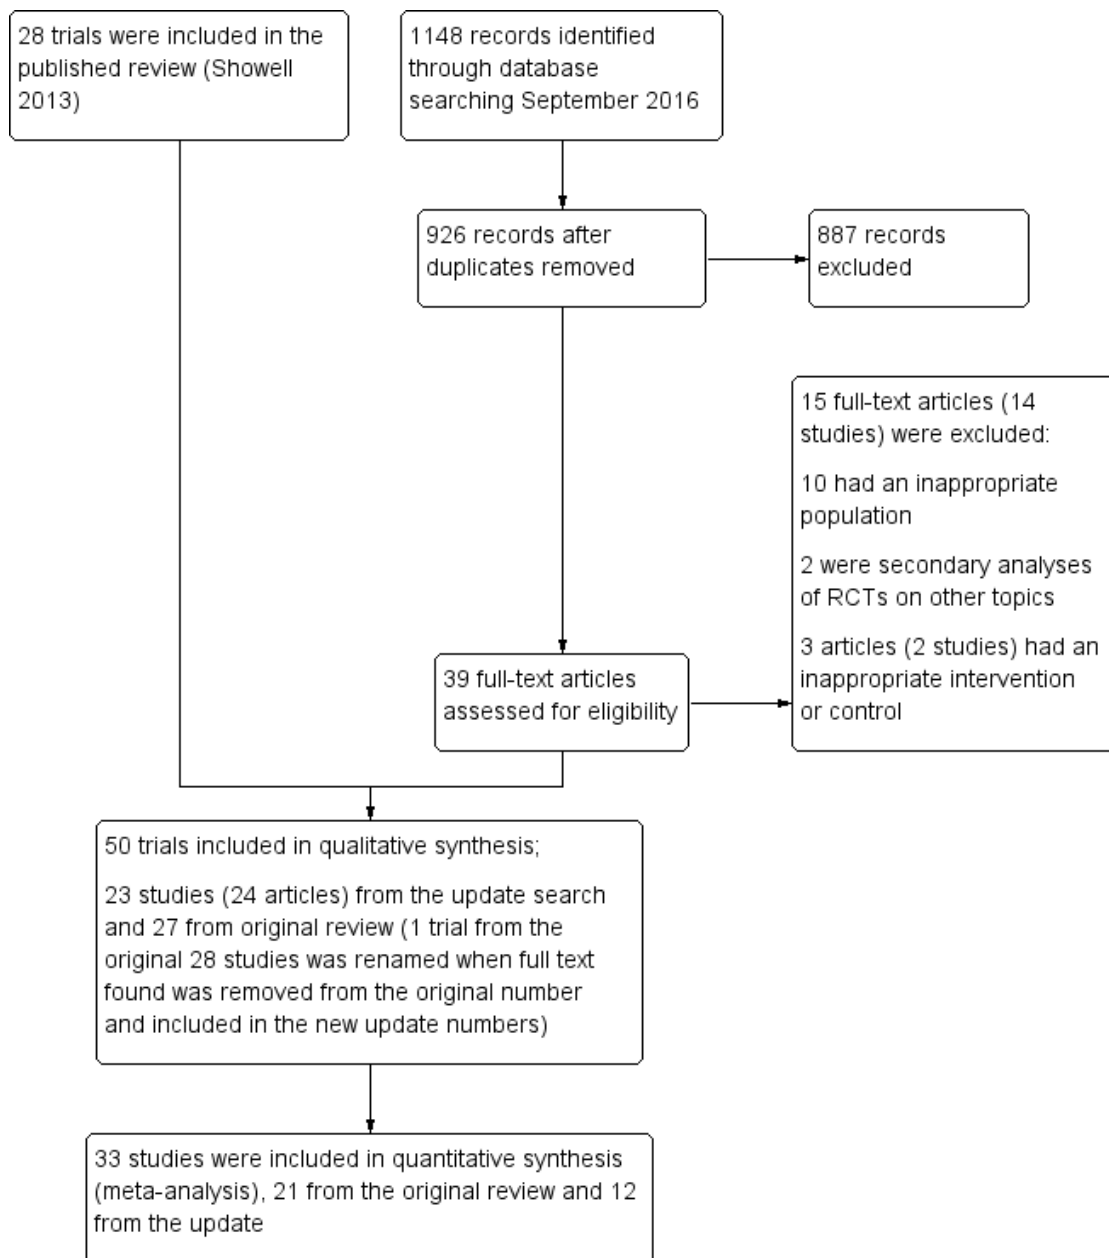 28 trials were included in the
published review (Showell
2013)
1148 records identified
through database
searching September 2016
926 records after
duplicates removed
887 records
excluded
15 full-text articles (14
studies) were excluded:
10 had an inappropriate
population
2 were secondary analyses
of RCTs on other topics
3 articles (2 studies) had an
inappropriate intervention
or control
39 full-text articles
assessed for eligibility
50 trials included in qualitative synthesis;
23 studies (24 articles) from the update search
and 27 from original review (1 trial from the
original 28 studies was renamed when full text
found was removed from the original number
and included in the new update numbers)
33 studies were included in quantitative synthesis
(meta-analysis), 21 from the original review and 12
from the update